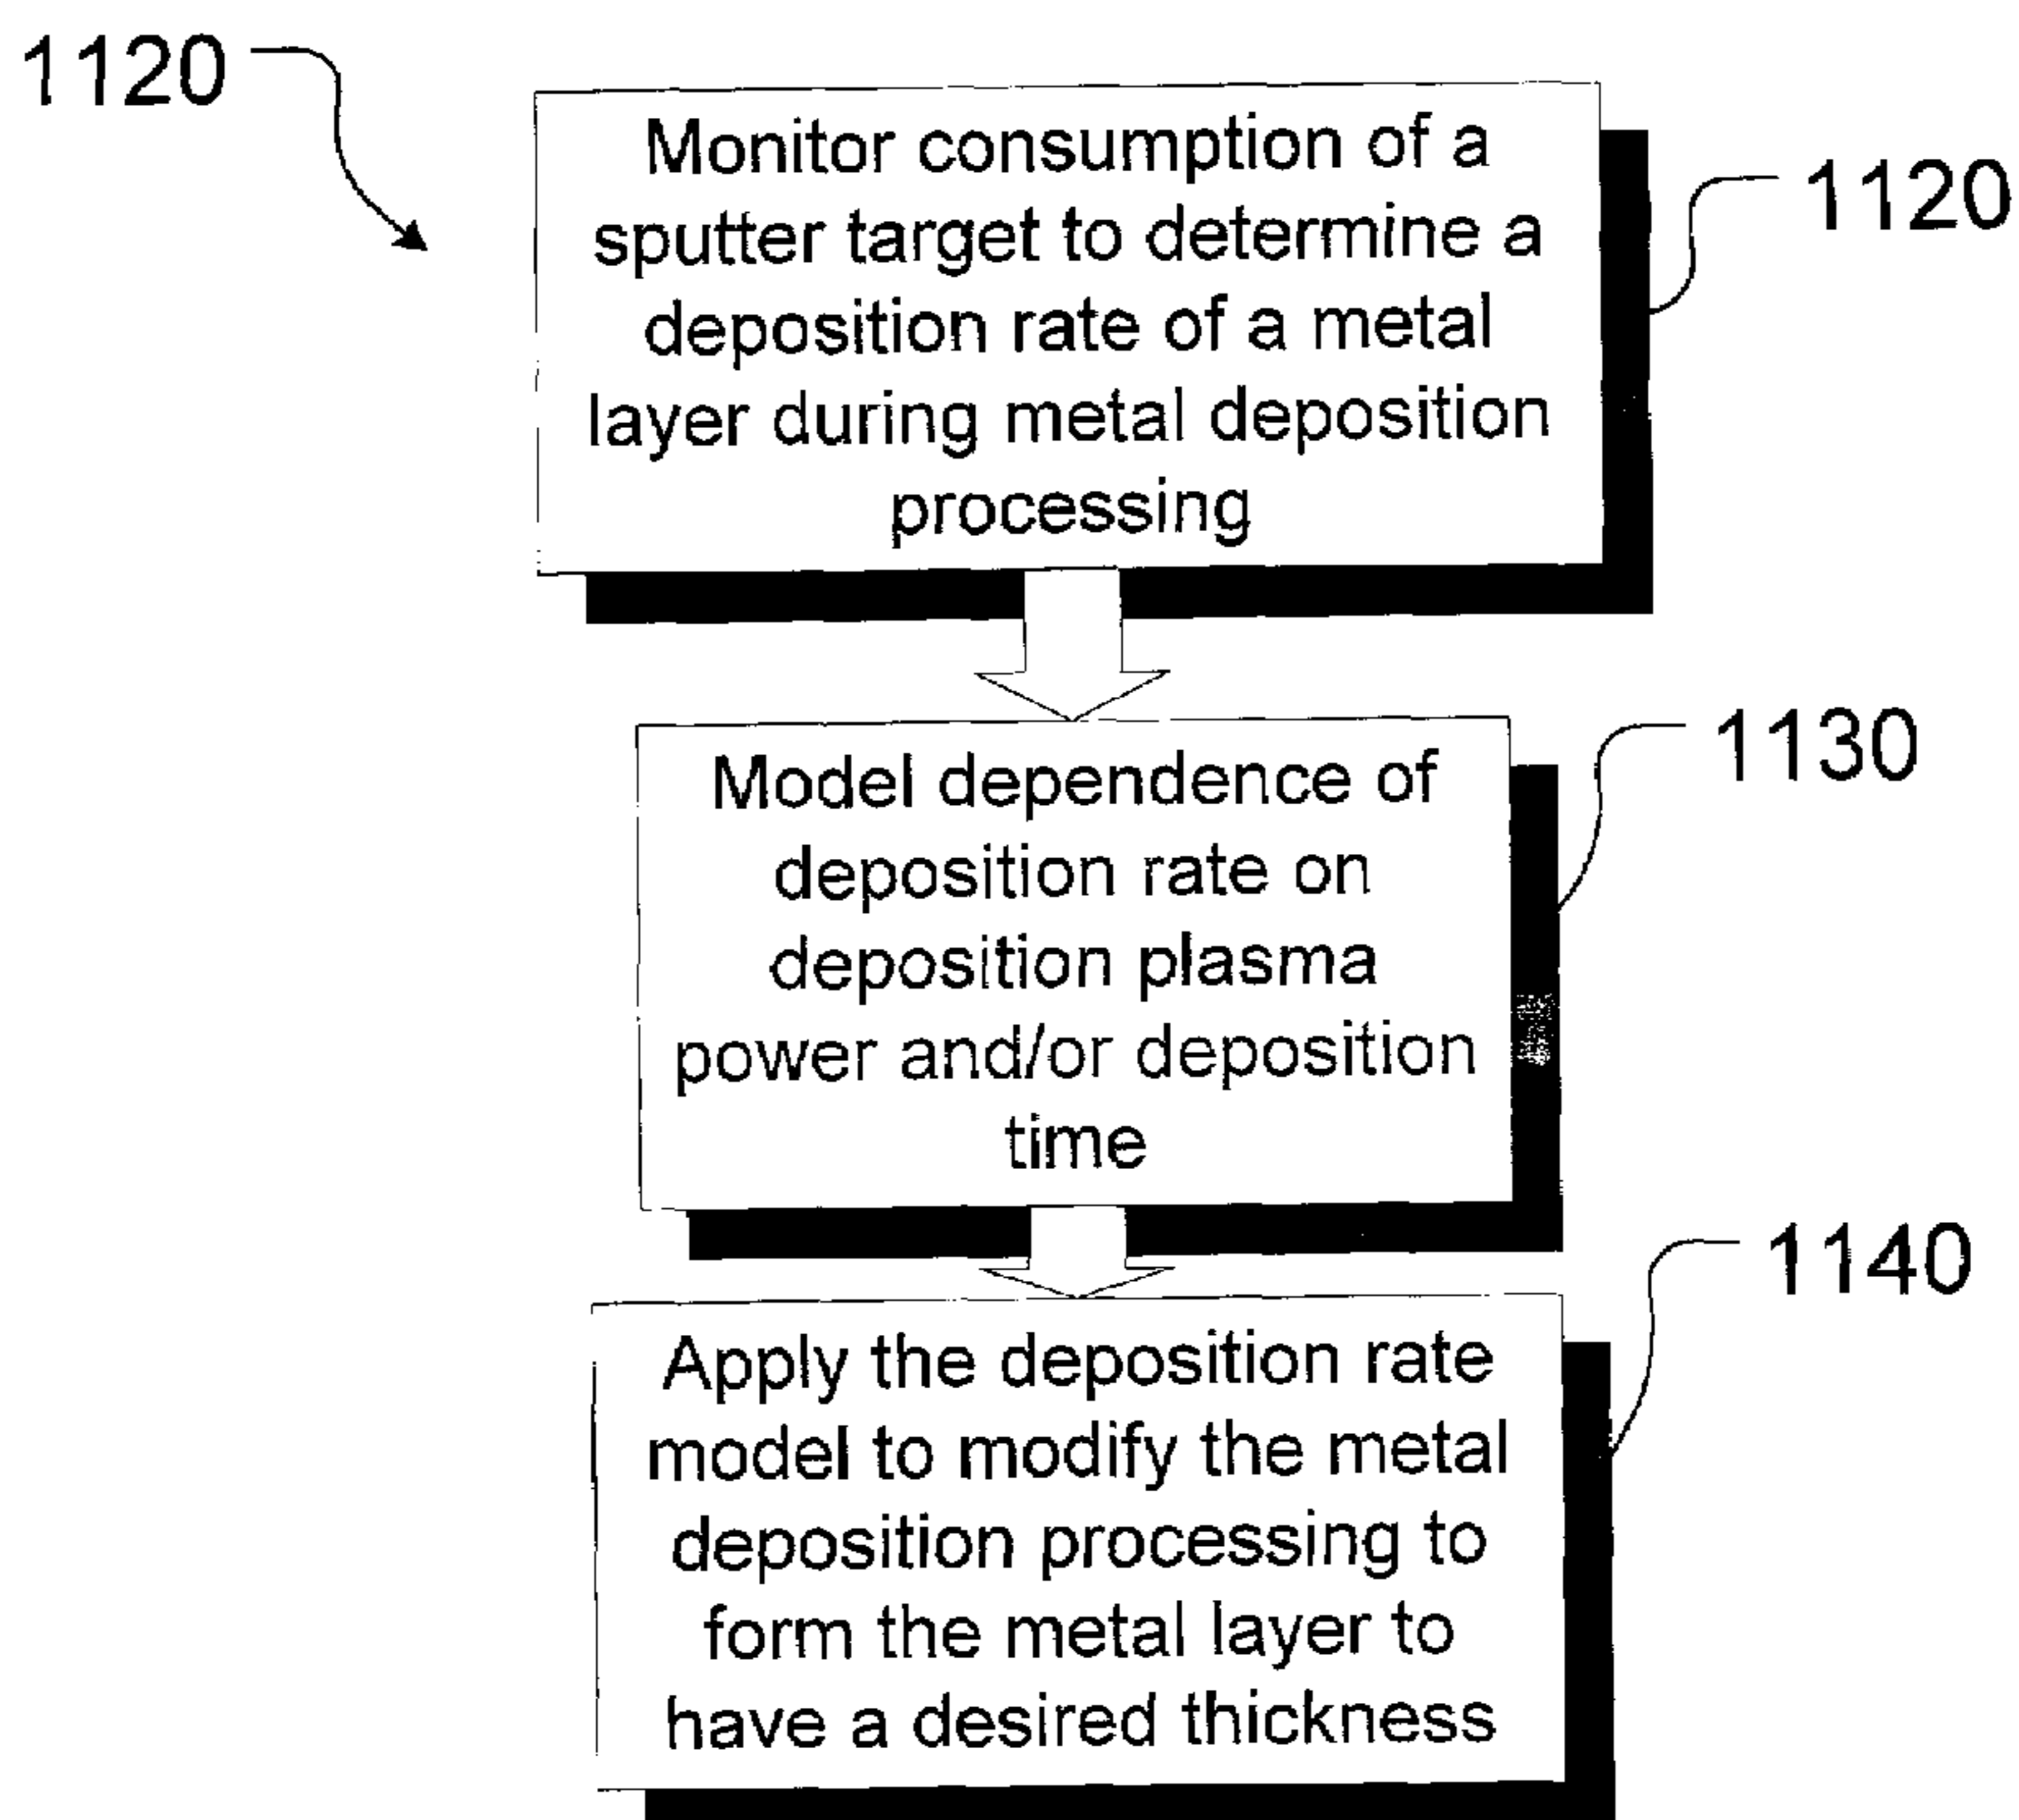 1120
Monitor consumption of a
sputter target to determine a
deposition rate of a metal
layer during metal deposition
processing
1120
Model dependence of
deposition rate on
deposition plasma
power and/or deposition
time
1130
Apply the deposition rate
model to modify the metal
deposition processing to
form the metal layer to
have a desired thickness
1140